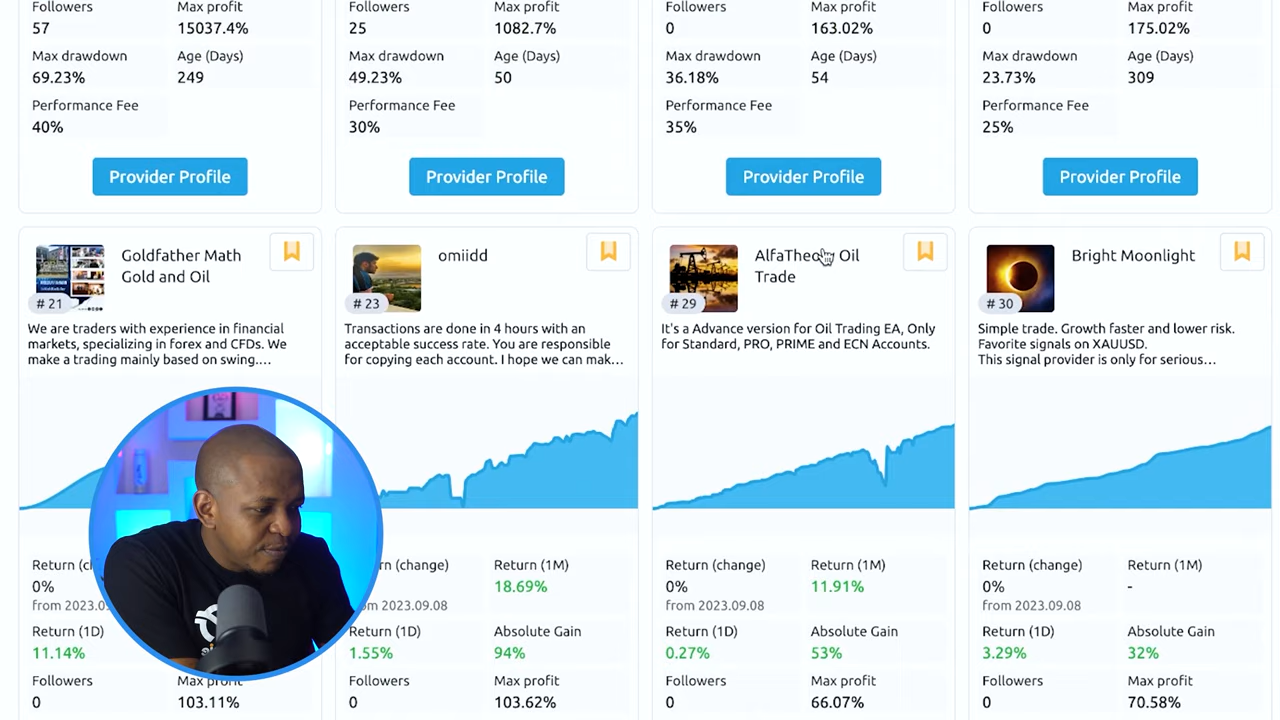 Followers
Max profit
57
15037.4%
Max drawdown
Age (Days)
69.23%
249
Performance Fee
40%
Provider Profile
Followers
Max profit
25
1082.7%
Max drawdown
Age (Days)
49.23%
50
Performance Fee
30%
Provider Profile
Followers
Max profit
0
163.02%
Max drawdown
Age (Days)
36.18%
54
Performance Fee
35%
Provider Profile
Followers
Max profit
0
175.02%
Max drawdown
Age (Days)
23.73%
309
Performance Fee
25%
Provider Profile
Goldfather Math
Gold and Oil
# 21
We are traders with experience in financial
markets, specializing in forex and CFDs. We
make a trading mainly based on swing....
Return
0%
from 2023.
Return (1D)
11.14%
Followers
Max profit
0
103.11%
omiidd
# 23
Transactions are done in 4 hours with an
acceptable success rate. You are responsible
for copying each account. I hope we can mak...
(change)
Return (1M)
18.69%
2023.09.08
Return (1D)
Absolute Gain
1.55%
94%
Followers
Max profit
0
103.62%
Oil
Trade
# 29
It's a Advance version for Oil Trading EA, Only
for Standard, PRO, PRIME and ECN Accounts.
Return (change)
Return (1M)
0%
11.91%
from 2023.09.08
Return (1D)
Absolute Gain
0.27%
53%
Followers
Max profit
0
66.07%
Bright Moonlight
# 30
Simple trade. Growth faster and lower risk.
Favorite signals on XAUUSD.
This signal provider is only for serious...
Return (change)
Return (1M)
0%
-
from 2023.09.08
Return (1D)
Absolute Gain
3.29%
32%
Followers
Max profit
0
70.58%